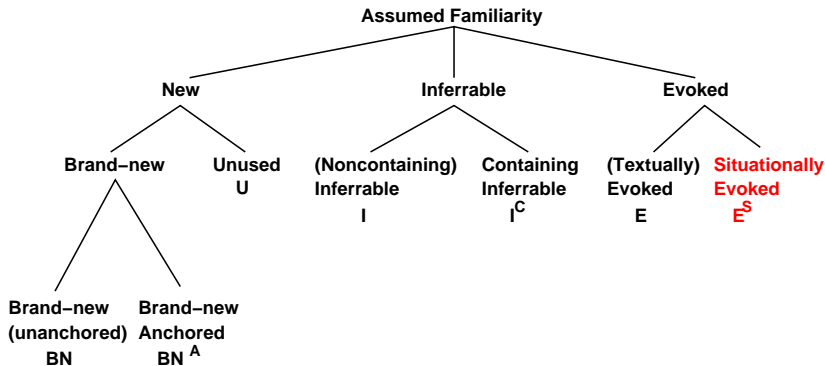 Assumed Familiarity
New Inferrable Evoked
Brand−new Unused (Noncontaining) Containing (Textually) Situationally
U Inferrable Inferrable Evoked Evoked
I I^C E E^S
Brand−new Brand−new
(unanchored) Anchored
BN BN^A